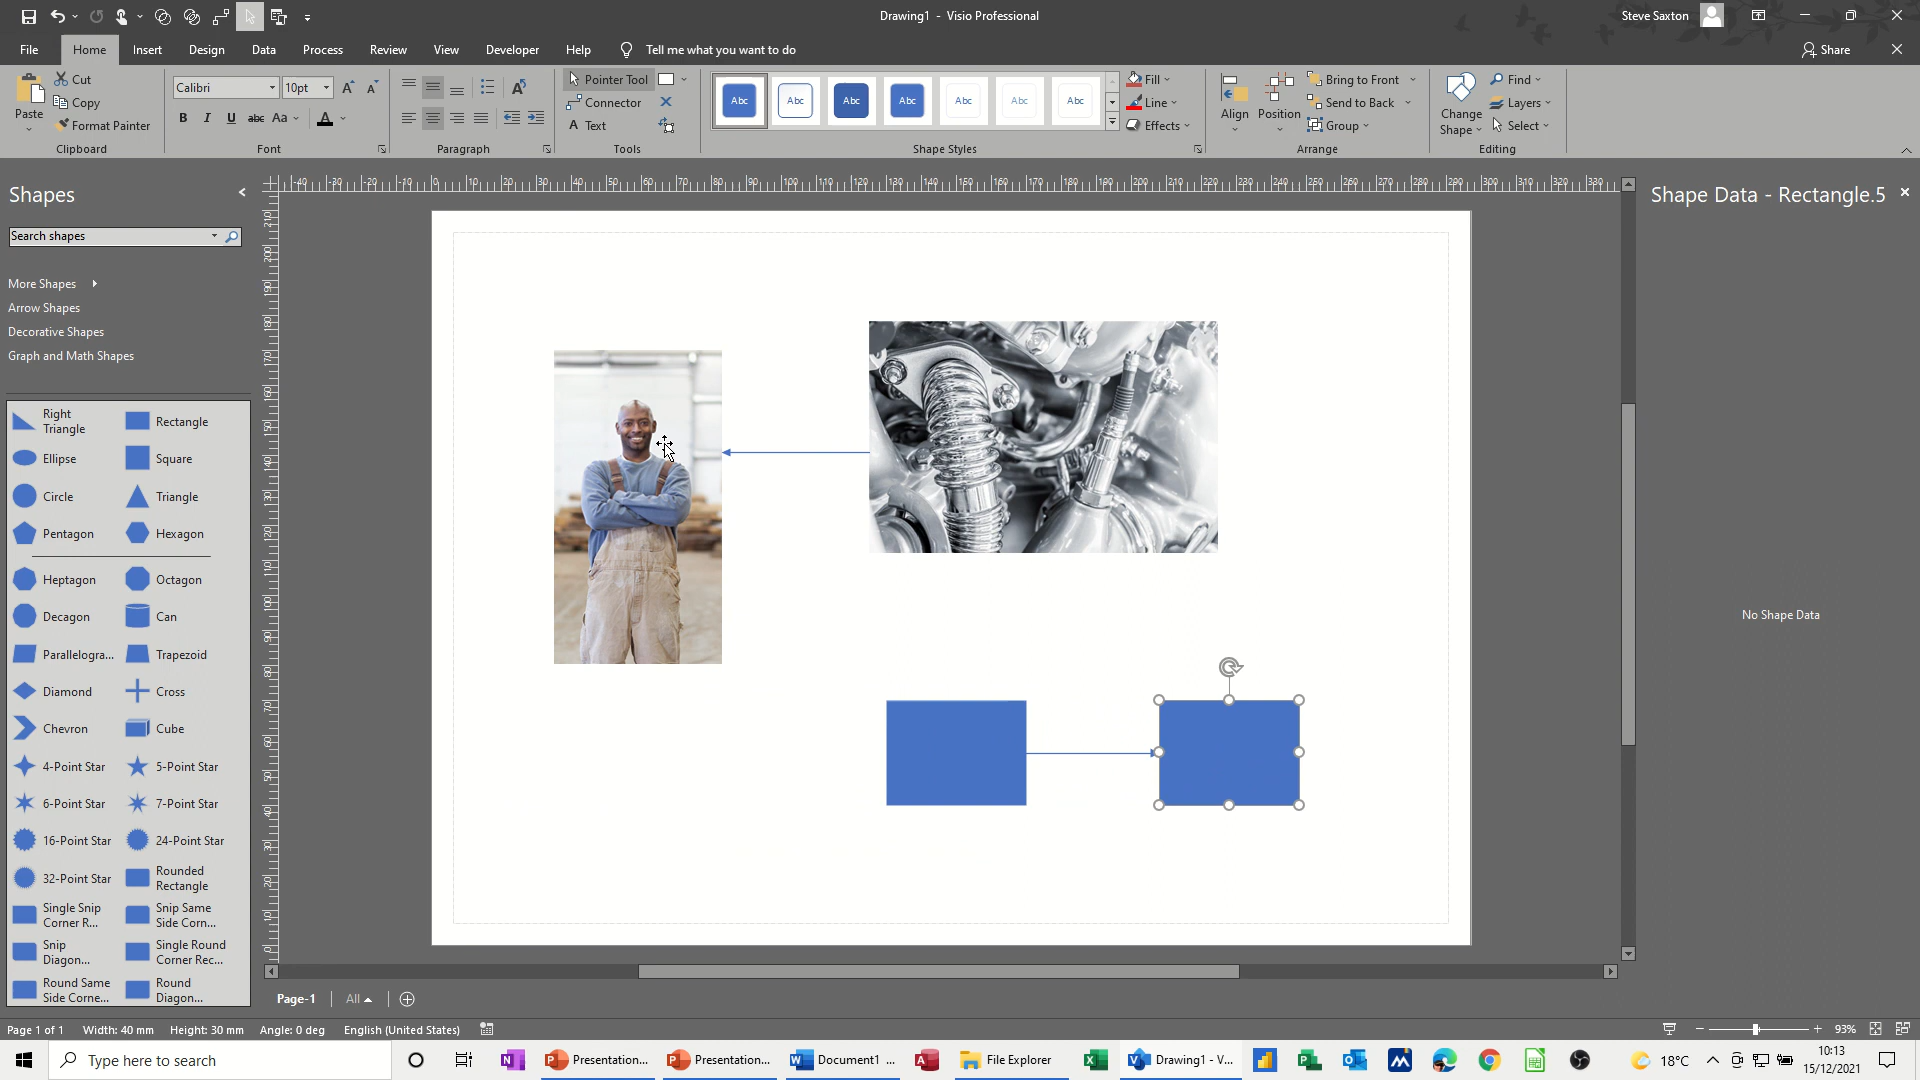 Drawing1 - Visio Professional
Steve Saxton
File Home Insert Design Data Process Review View Developer Help Tell me what you want to do
Share
Paste
Cut
Copy
Format Painter
Clipboard
Calibri 10pt
B I U abc Aa A
Font
Paragraph
Pointer Tool
Connector
A Text
Tools
Abc Abc Abc Abc Abc Abc Abc
Shape Styles
Fill
Line
Effects
Align
Position
Bring to Front
Send to Back
Group
Arrange
Change
Shape
Find
Layers
Select
Editing
Shapes
Search shapes
More Shapes
Arrow Shapes
Decorative Shapes
Graph and Math Shapes
Right
Triangle
Rectangle
Ellipse
Square
Circle
Triangle
Pentagon
Hexagon
Heptagon
Octagon
Decagon
Can
Parallelogra...
Trapezoid
Diamond
Cross
Chevron
Cube
4-Point Star
5-Point Star
6-Point Star
7-Point Star
16-Point Star
24-Point Star
32-Point Star
Rounded
Rectangle
Single Snip
Corner R...
Snip Same
Side Corn...
Snip
Diagon...
Single Round
Corner Rec...
Round Same
Side Corne...
Round
Diagon...
Shape Data - Rectangle.5
No Shape Data
Page-1 All
Page 1 of 1 Width: 40 mm Height: 30 mm Angle: 0 deg English (United States)
93%
Type here to search
Presentation...
Presentation...
Document1 ...
File Explorer
Drawing1 - V...
18°C
10:13
15/12/2021